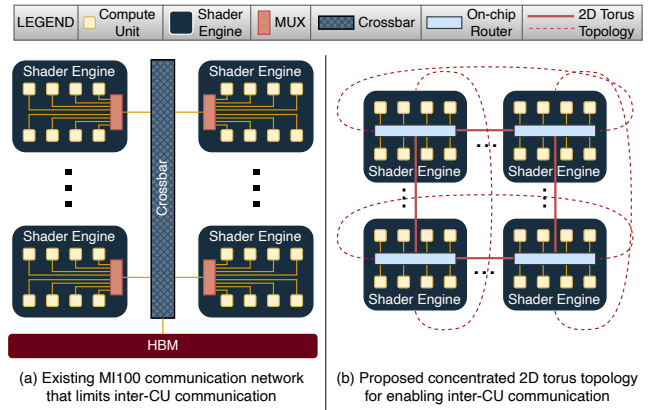 LEGEND
Compute
Unit
Shader
Engine
MUX
Crossbar
On-chip
Router
2D Torus
Topology
Shader Engine
Shader Engine
Crossbar
Shader Engine
Shader Engine
HBM
Shader Engine
Shader Engine
Shader Engine
Shader Engine
(a) Existing MI100 communication network
that limits inter-CU communication
(b) Proposed concentrated 2D torus topology
for enabling inter-CU communication